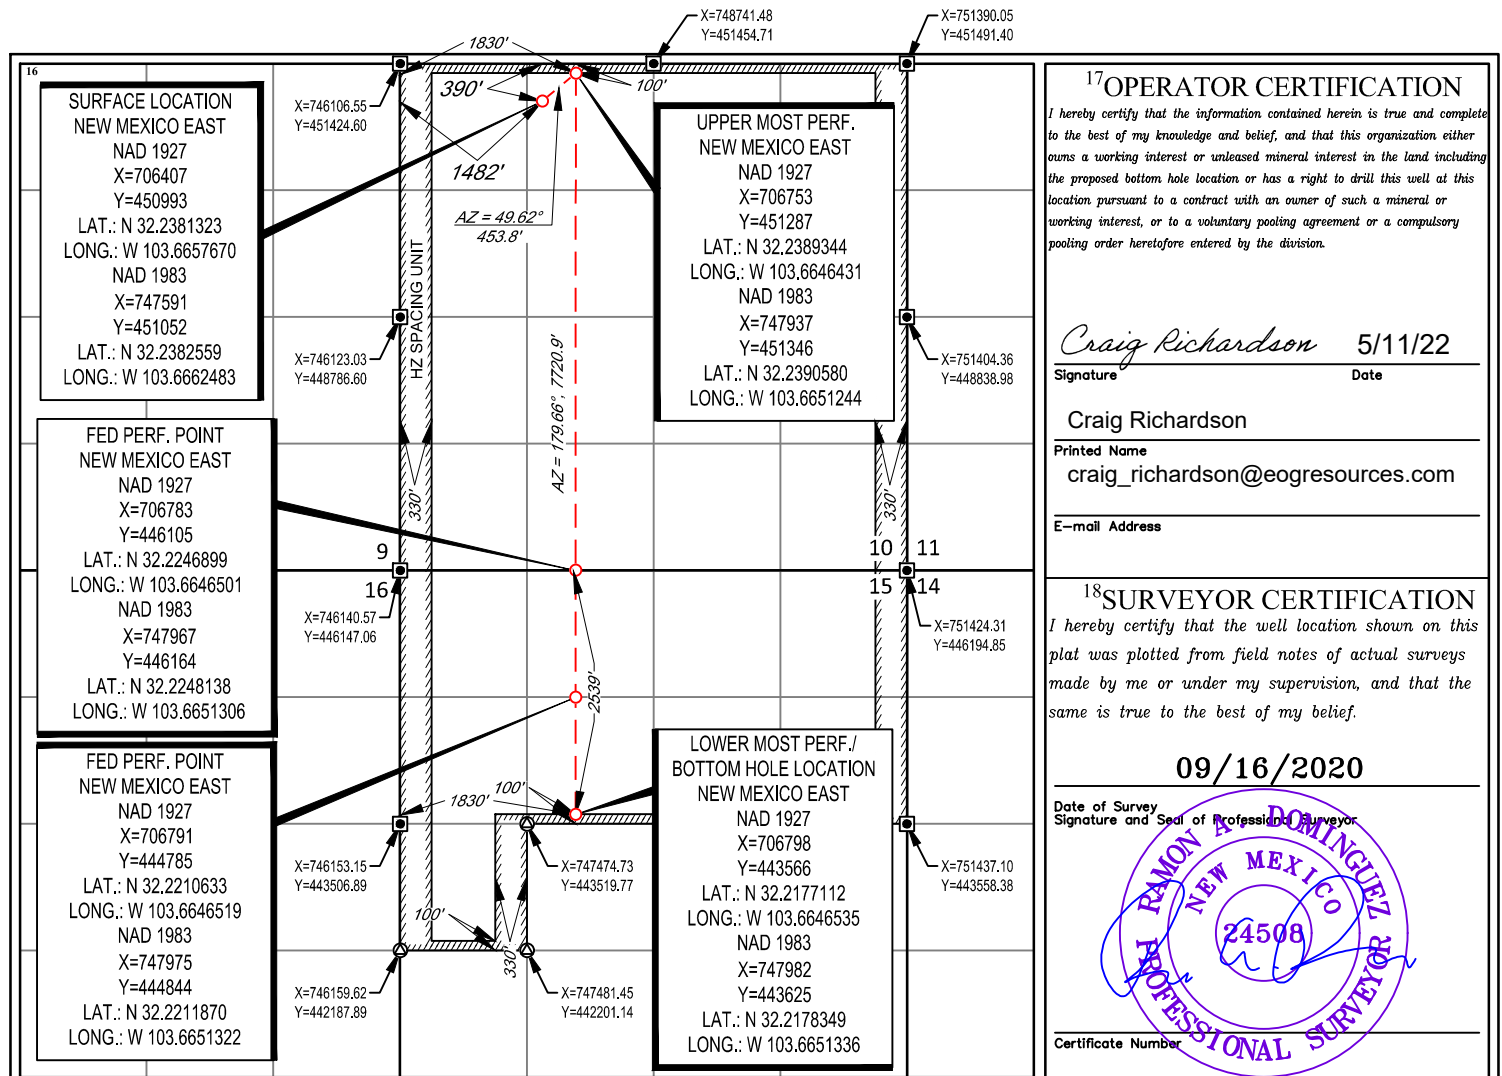 X=748741.48
Y=451454.71
X=751390.05
Y=451491.40
16
1830'
390'
100'
X=746106.55
Y=451424.60
1482'
AZ = 49.62°
453.8'
SURFACE LOCATION
NEW MEXICO EAST
NAD 1927
X=706407
Y=450993
LAT.: N 32.2381323
LONG.: W 103.6657670
NAD 1983
X=747591
Y=451052
LAT.: N 32.2382559
LONG.: W 103.6662483
UPPER MOST PERF.
NEW MEXICO EAST
NAD 1927
X=706753
Y=451287
LAT.: N 32.2389344
LONG.: W 103.6646431
NAD 1983
X=747937
Y=451346
LAT.: N 32.2390580
LONG.: W 103.6651244
HZ SPACING UNIT
X=746123.03
Y=448786.60
X=751404.36
Y=448838.98
AZ = 179.66°, 7720.9'
330'
330'
FED PERF. POINT
NEW MEXICO EAST
NAD 1927
X=706783
Y=446105
LAT.: N 32.2246899
LONG.: W 103.6646501
NAD 1983
X=747967
Y=446164
LAT.: N 32.2248138
LONG.: W 103.6651306
9
16
10
11
15
14
X=746140.57
Y=446147.06
X=751424.31
Y=446194.85
2539'
FED PERF. POINT
NEW MEXICO EAST
NAD 1927
X=706791
Y=444785
LAT.: N 32.2210633
LONG.: W 103.6646519
NAD 1983
X=747975
Y=444844
LAT.: N 32.2211870
LONG.: W 103.6651322
LOWER MOST PERF./
BOTTOM HOLE LOCATION
NEW MEXICO EAST
NAD 1927
X=706798
Y=443566
LAT.: N 32.2177112
LONG.: W 103.6646535
NAD 1983
X=747982
Y=443625
LAT.: N 32.2178349
LONG.: W 103.6651336
100'
1830'
X=746153.15
Y=443506.89
X=747474.73
Y=443519.77
X=751437.10
Y=443558.38
100'
330'
X=746159.62
Y=442187.89
X=747481.45
Y=442201.14
17OPERATOR CERTIFICATION
I hereby certify that the information contained herein is true and complete
to the best of my knowledge and belief, and that this organization either
owns a working interest or unleased mineral interest in the land including
the proposed bottom hole location or has a right to drill this well at this
location pursuant to a contract with an owner of such a mineral or
working interest, or to a voluntary pooling agreement or a compulsory
pooling order heretofore entered by the division.
Craig Richardson 5/11/22
Signature Date
Craig Richardson
Printed Name
craig_richardson@eogresources.com
E-mail Address
18SURVEYOR CERTIFICATION
I hereby certify that the well location shown on this
plat was plotted from field notes of actual surveys
made by me or under my supervision, and that the
same is true to the best of my belief.
09/16/2020
Date of Survey
Signature and Seal of Professional Surveyor
RAMON A. DOMINGUEZ
NEW MEXICO
24508
PROFESSIONAL SURVEYOR
Certificate Number